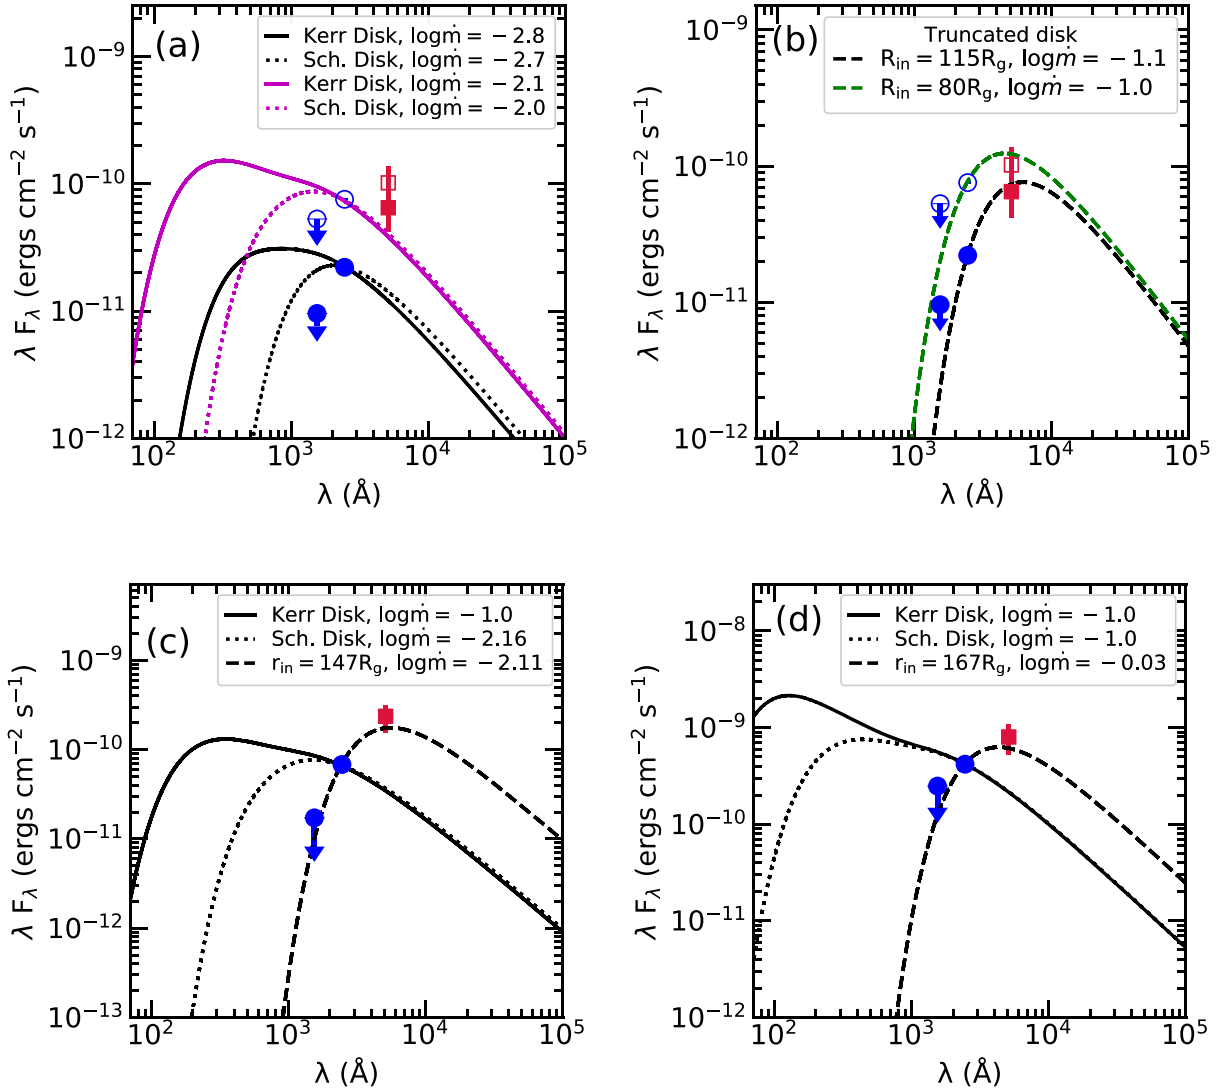 (a)
Kerr Disk, logṁ = −2.8
Sch. Disk, logṁ = −2.7
Kerr Disk, logṁ = −2.1
Sch. Disk, logṁ = −2.0
10⁻⁹
10⁻¹⁰
10⁻¹¹
10⁻¹²
λ F_λ (ergs cm⁻² s⁻¹)
10² 10³ 10⁴ 10⁵
λ (Å)
(b)
Truncated disk
R_in = 115R_g, logṁ = −1.1
R_in = 80R_g, logṁ = −1.0
10⁻⁹
10⁻¹⁰
10⁻¹¹
10⁻¹²
λ F_λ (ergs cm⁻² s⁻¹)
10² 10³ 10⁴ 10⁵
λ (Å)
(c)
Kerr Disk, logṁ = −1.0
Sch. Disk, logṁ = −2.16
r_in = 147R_g, logṁ = −2.11
10⁻⁹
10⁻¹⁰
10⁻¹¹
10⁻¹²
10⁻¹³
λ F_λ (ergs cm⁻² s⁻¹)
10² 10³ 10⁴ 10⁵
λ (Å)
(d)
Kerr Disk, logṁ = −1.0
Sch. Disk, logṁ = −1.0
r_in = 167R_g, logṁ = −0.03
10⁻⁸
10⁻⁹
10⁻¹⁰
10⁻¹¹
10⁻¹²
λ F_λ (ergs cm⁻² s⁻¹)
10² 10³ 10⁴ 10⁵
λ (Å)